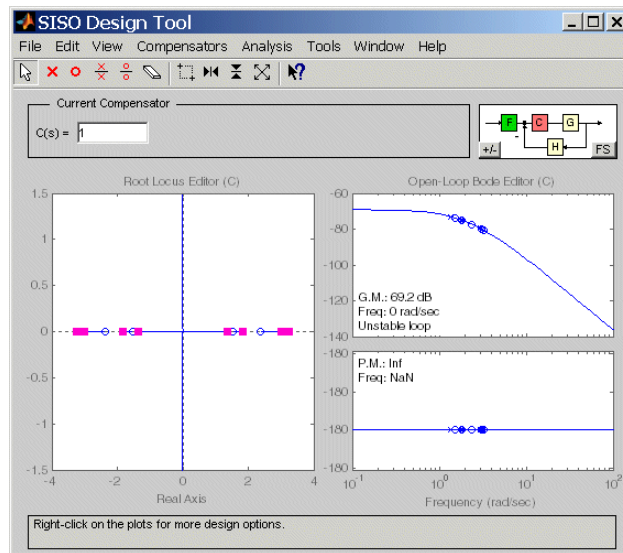 SISO Design Tool
File Edit View Compensators Analysis Tools Window Help
Current Compensator
C(s) = 1
F C G
H
+/- FS
Root Locus Editor (C)
1.5
1
0.5
0
-0.5
-1
-1.5
-4 -2 0 2 4
Real Axis
Open-Loop Bode Editor (C)
-60
-80
-100
-120
-140
G.M.: 69.2 dB
Freq: 0 rad/sec
Unstable loop
-180
-180
-180
P.M.: Inf
Freq: NaN
10^-1 10^0 10^1 10^2
Frequency (rad/sec)
Right-click on the plots for more design options.